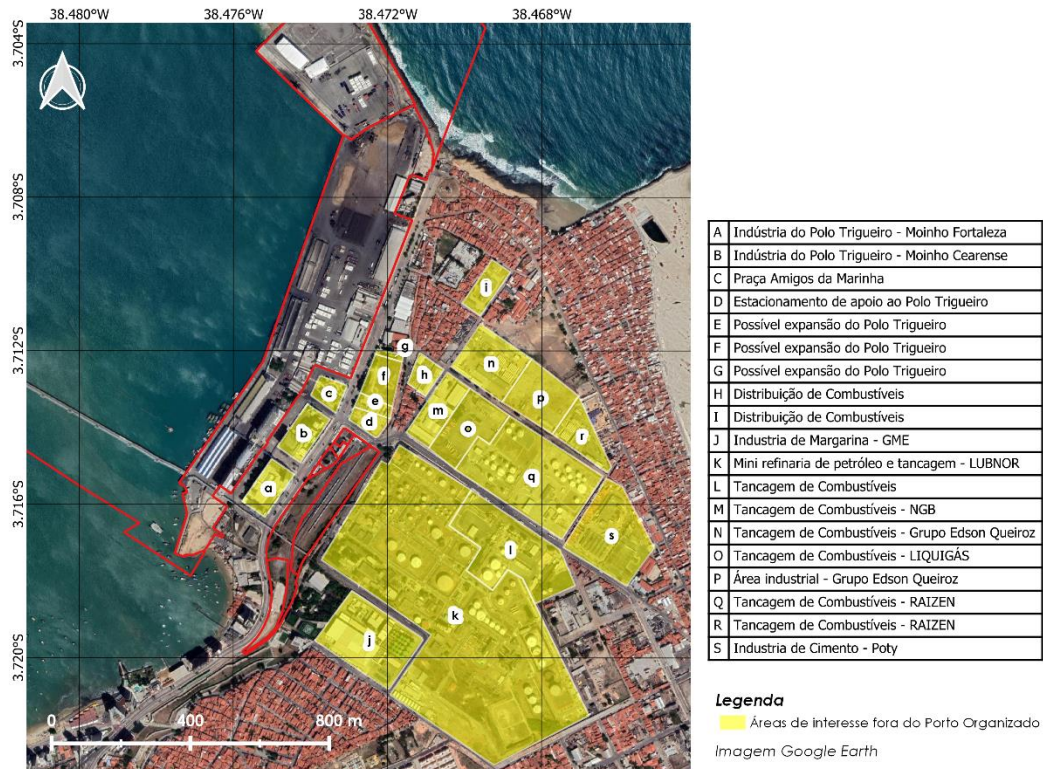 38.480°W 38.476°W 38.472°W 38.468°W
3.704°S
3.708°S
3.712°S
3.716°S
3.720°S
i
g
n
f
h
c
e
p
m
d
o
r
b
q
a
s
l
k
j
0 400 800 m
A Indústria do Polo Trigueiro - Moinho Fortaleza
B Indústria do Polo Trigueiro - Moinho Cearense
C Praça Amigos da Marinha
D Estacionamento de apoio ao Polo Trigueiro
E Possível expansão do Polo Trigueiro
F Possível expansão do Polo Trigueiro
G Possível expansão do Polo Trigueiro
H Distribuição de Combustíveis
I Distribuição de Combustíveis
J Industria de Margarina - GME
K Mini refinaria de petróleo e tancagem - LUBNOR
L Tancagem de Combustíveis
M Tancagem de Combustíveis - NGB
N Tancagem de Combustíveis - Grupo Edson Queiroz
O Tancagem de Combustíveis - LIQUIGÁS
P Área industrial - Grupo Edson Queiroz
Q Tancagem de Combustíveis - RAIZEN
R Tancagem de Combustíveis - RAIZEN
S Industria de Cimento - Poty
Legenda
Áreas de interesse fora do Porto Organizado
Imagem Google Earth